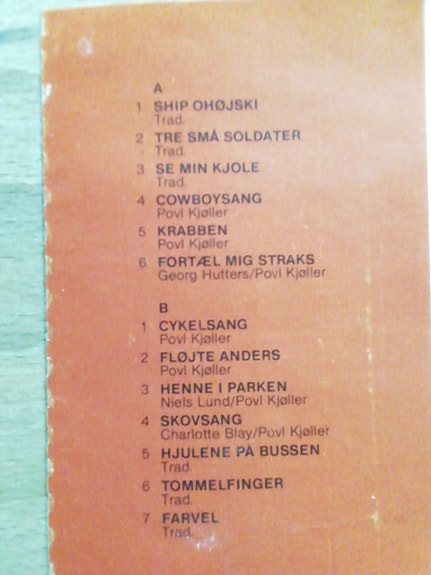 A
1 SHIP OHØJSKI
Trad.
2 TRE SMÅ SOLDATER
Trad.
3 SE MIN KJOLE
Trad.
4 COWBOYSANG
Povl Kjøller
5 KRABBEN
Povl Kjøller
6 FORTÆL MIG STRAKS
Georg Hutters/Povl Kjøller
B
1 CYKELSANG
Povl Kjøller
2 FLØJTE ANDERS
Povl Kjøller
3 HENNE I PARKEN
Niels Lund/Povl Kjøller
4 SKOVSANG
Charlotte Blay/Povl Kjøller
5 HJULENE PÅ BUSSEN
Trad.
6 TOMMELFINGER
Trad.
7 FARVEL
Trad.